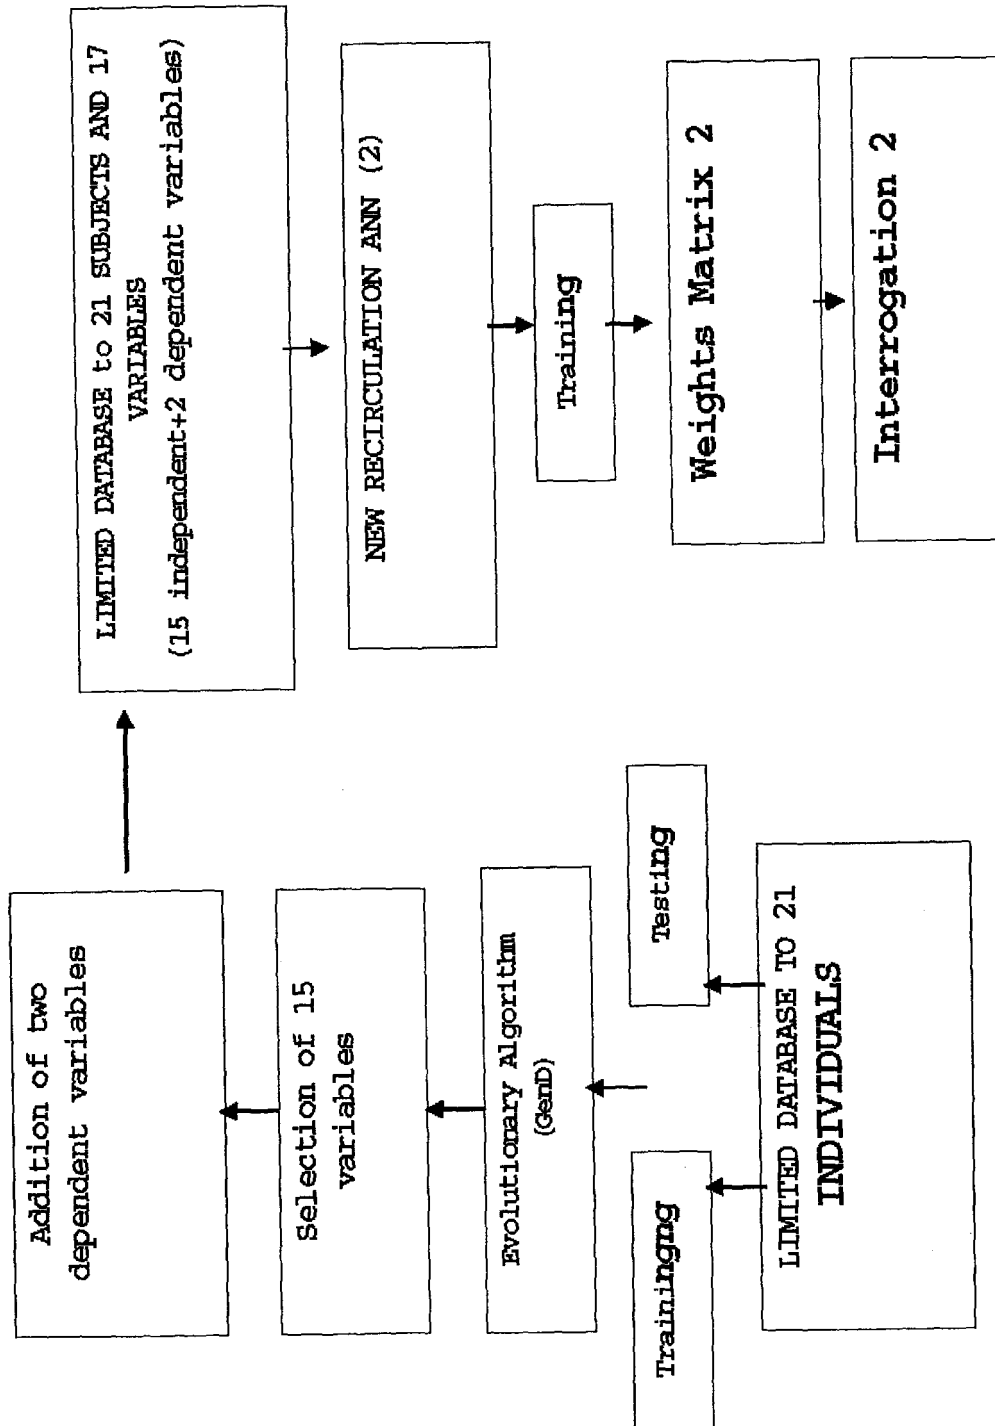 Addition of two
dependent variables
Selection of 15
variables
Evolutionary Algorithm
(GenD)
Trainingng
Testing
LIMITED DATABASE TO 21
INDIVIDUALS
LIMITED DATABASE to 21 SUBJECTS AND 17
VARIABLES
(15 independent+2 dependent variables)
NEW RECIRCULATION ANN (2)
Training
Weights Matrix 2
Interrogation 2